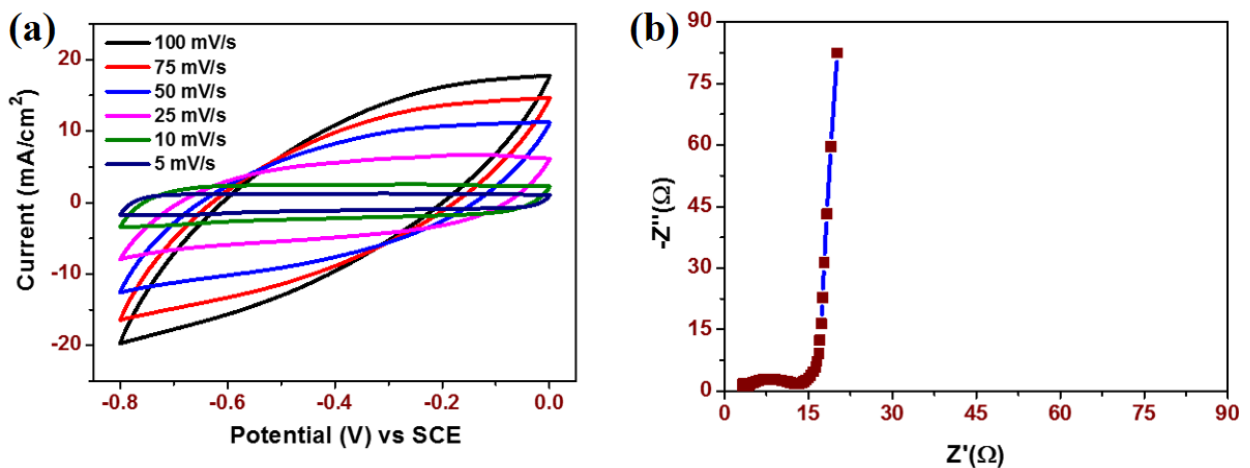 (a)
100 mV/s
75 mV/s
50 mV/s
25 mV/s
10 mV/s
5 mV/s
20
10
0
-10
-20
Current (mA/cm²)
-0.8 -0.6 -0.4 -0.2 0.0
Potential (V) vs SCE
(b)
90
75
60
45
30
15
0
-Z''(Ω)
0 15 30 45 60 75 90
Z'(Ω)